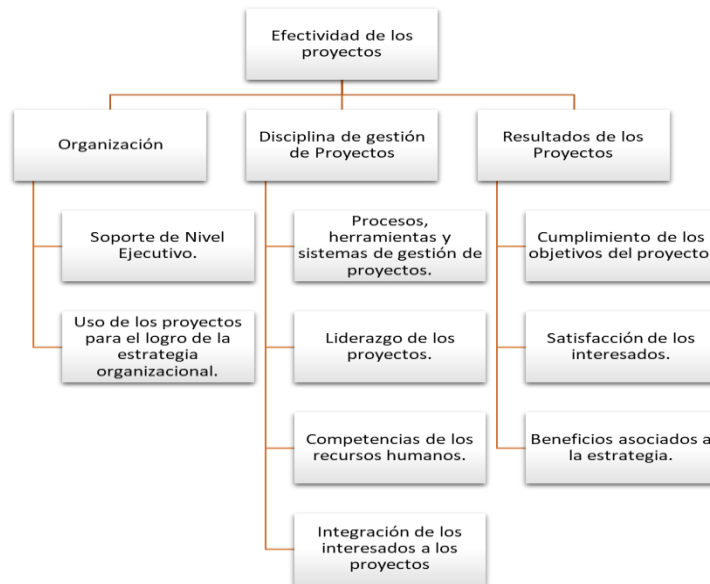 Efectividad de los
proyectos
Organización
Disciplina de gestión
de Proyectos
Resultados de los
Proyectos
Soporte de Nivel
Ejecutivo.
Uso de los proyectos
para el logro de la
estrategia
organizacional.
Procesos,
herramientas y
sistemas de gestión de
proyectos.
Liderazgo de los
proyectos.
Competencias de los
recursos humanos.
Integración de los
interesados a los
proyectos
Cumplimiento de los
objetivos del proyecto
Satisfacción de los
interesados.
Beneficios asociados a
la estrategia.